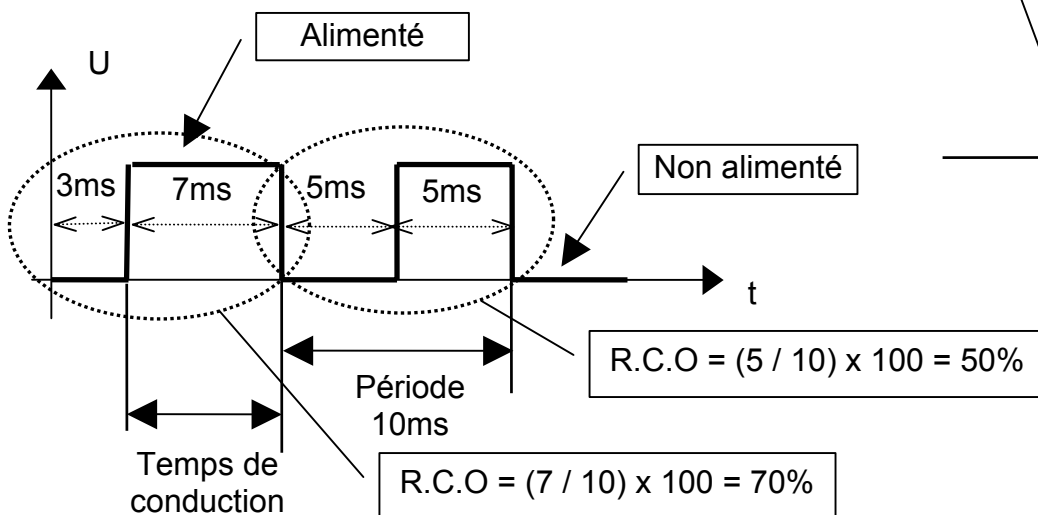 Alimenté
U
3ms
7ms
5ms
5ms
Non alimenté
t
R.C.O = (5 / 10) x 100 = 50%
Période
10ms
Temps de
conduction
R.C.O = (7 / 10) x 100 = 70%